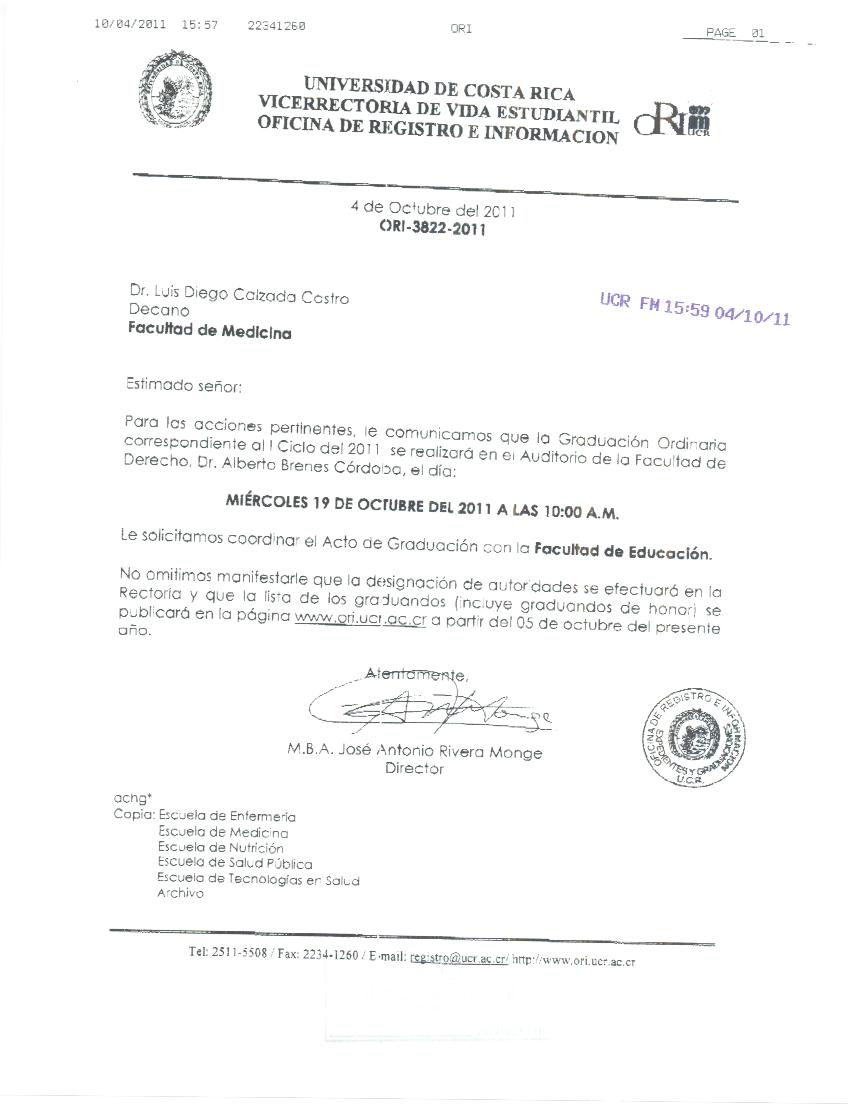 10/04/2011 15:57 22341260 ORI PAGE 01
UNIVERSIDAD DE COSTA RICA
VICERRECTORIA DE VIDA ESTUDIANTIL
OFICINA DE REGISTRO E INFORMACION
ORI
UCR
4 de Octubre del 2011
ORI-3822-2011
Dr. Luis Diego Calzada Castro
Decano
Facultad de Medicina
UCR FM 15:59 04/10/11
Estimado señor:
Para las acciones pertinentes, le comunicamos que la Graduación Ordinaria
correspondiente al I Ciclo del 2011 se realizará en el Auditorio de la Facultad de
Derecho, Dr. Alberto Brenes Córdoba, el día:
MIÉRCOLES 19 DE OCTUBRE DEL 2011 A LAS 10:00 A.M.
Le solicitamos coordinar el Acto de Graduación con la Facultad de Educación.
No omitimos manifestarle que la designación de autoridades se efectuará en la
Rectoría y que la lista de los graduandos (incluye graduandos de honor) se
publicará en la página www.ori.ucr.ac.cr a partir del 05 de octubre del presente
año.
Atentamente,
M.B.A. José Antonio Rivera Monge
Director
OFICINA DE REGISTRO E INFORMACION
EXPEDIENTES Y GRADUACIONES
U.C.R.
achg*
Copia: Escuela de Enfermería
Escuela de Medicina
Escuela de Nutrición
Escuela de Salud Pública
Escuela de Tecnologías en Salud
Archivo
Tel: 2511-5508 / Fax: 2234-1260 / E-mail: registro@ucr.ac.cr/ http://www.ori.ucr.ac.cr